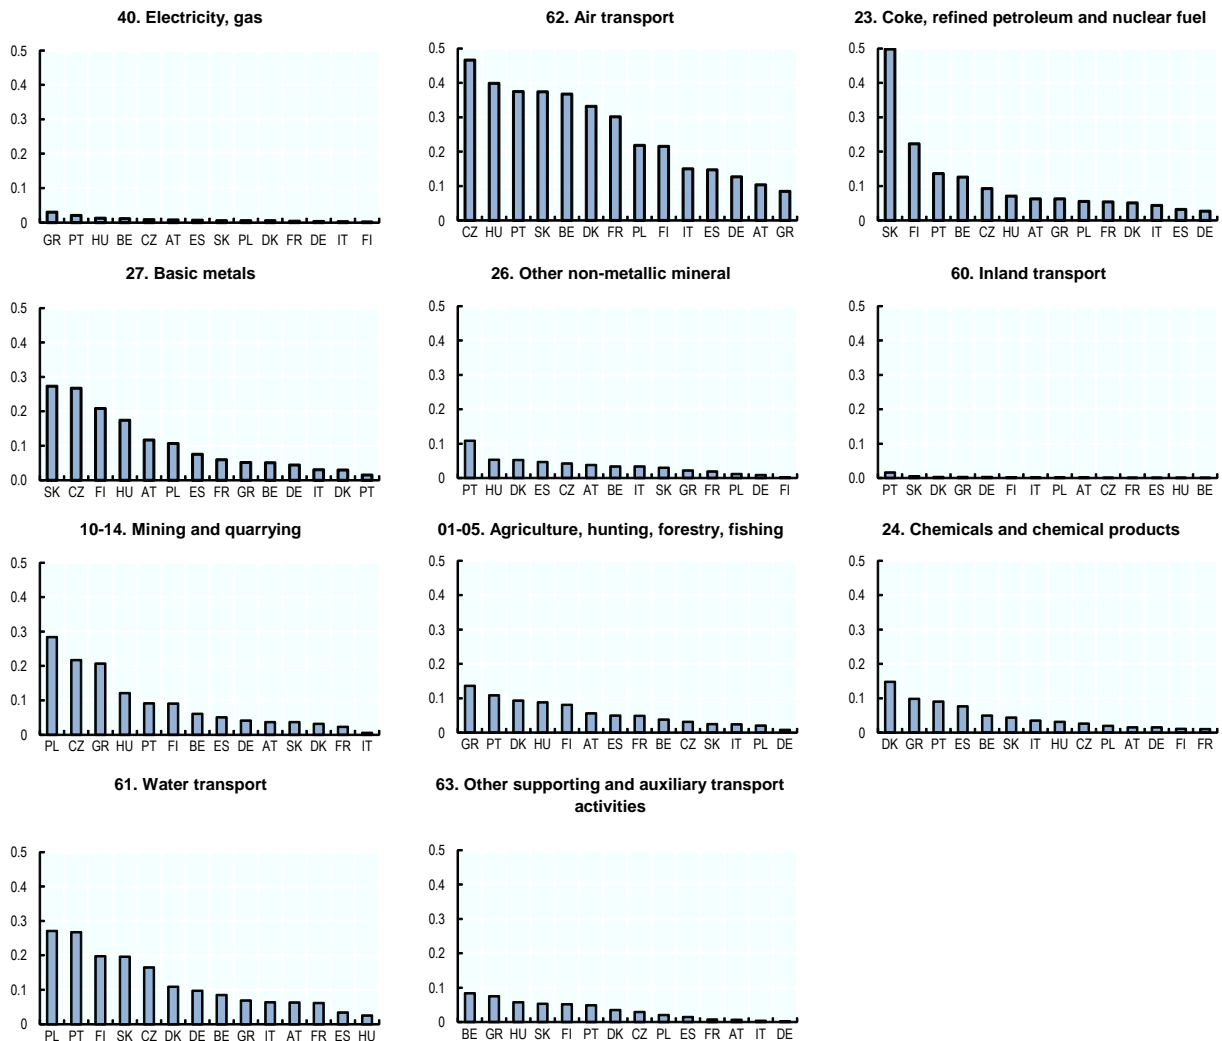 40. Electricity, gas
0.5
0.4
0.3
0.2
0.1
0
GR PT HU BE CZ AT ES SK PL DK FR DE IT FI
62. Air transport
0.5
0.4
0.3
0.2
0.1
0
CZ HU PT SK BE DK FR PL FI IT ES DE AT GR
23. Coke, refined petroleum and nuclear fuel
0.5
0.4
0.3
0.2
0.1
0
SK FI PT BE CZ HU AT GR PL FR DK IT ES DE
27. Basic metals
0.5
0.4
0.3
0.2
0.1
0.0
SK CZ FI HU AT PL ES FR GR BE DE IT DK PT
26. Other non-metallic mineral
0.5
0.4
0.3
0.2
0.1
0
PT HU DK ES CZ AT BE IT SK GR FR PL DE FI
60. Inland transport
0.5
0.4
0.3
0.2
0.1
0
PT SK DK GR DE FI IT PL AT CZ FR ES HU BE
10-14. Mining and quarrying
0.5
0.4
0.3
0.2
0.1
0
PL CZ GR HU PT FI BE ES DE AT SK DK FR IT
01-05. Agriculture, hunting, forestry, fishing
0.5
0.4
0.3
0.2
0.1
0
GR PT DK HU FI AT ES FR BE CZ SK IT PL DE
24. Chemicals and chemical products
0.5
0.4
0.3
0.2
0.1
0
DK GR PT ES BE SK IT HU CZ PL AT DE FI FR
61. Water transport
0.5
0.4
0.3
0.2
0.1
0
PL PT FI SK CZ DK DE BE GR IT AT FR ES HU
63. Other supporting and auxiliary transport
activities
0.5
0.4
0.3
0.2
0.1
0
BE GR HU SK FI PT DK CZ PL ES FR AT IT DE